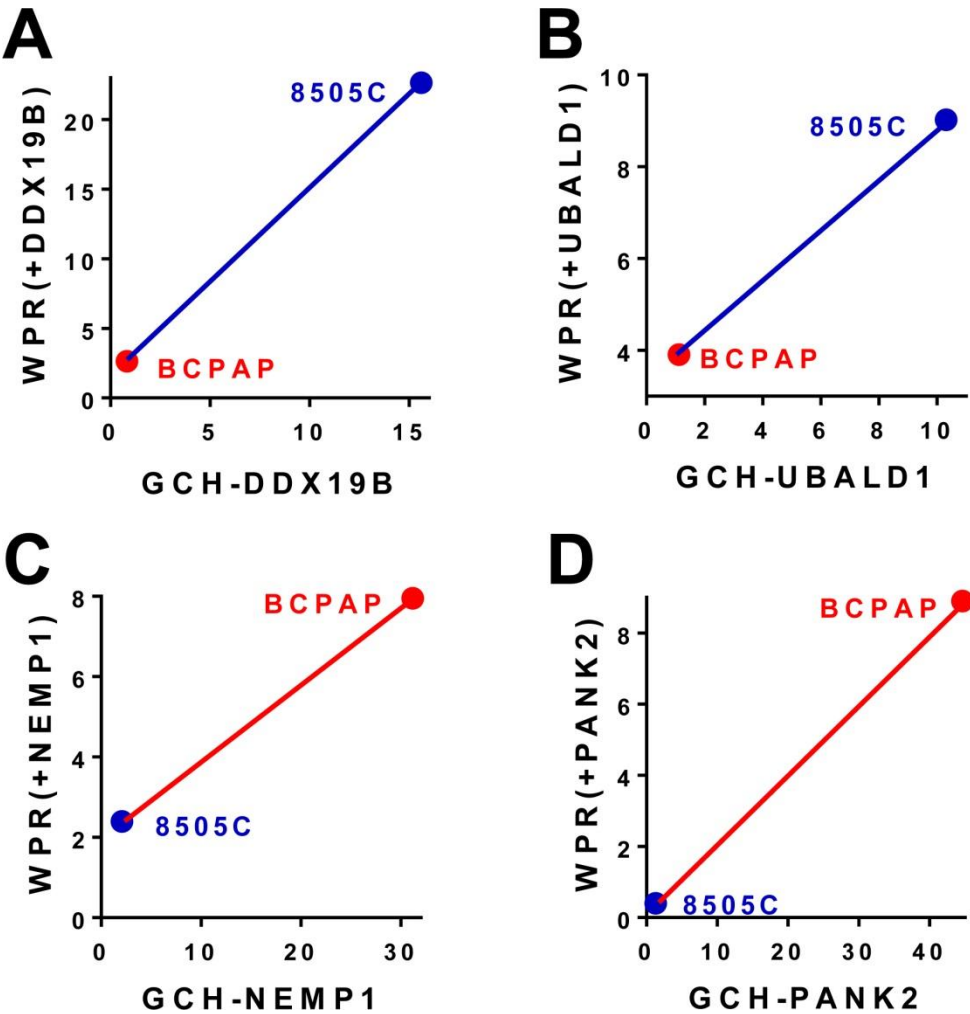 A
WPR(+DDX19B)
20
15
10
5
0
0 5 10 15
8505C
BCPAP
GCH-DDX19B
B
WPR(+UBALD1)
10
8
6
4
0 2 4 6 8 10
8505C
BCPAP
GCH-UBALD1
C
WPR(+NEMP1)
8
6
4
2
0
0 10 20 30
BCPAP
8505C
GCH-NEMP1
D
WPR(+PANK2)
8
6
4
2
0
0 10 20 30 40
BCPAP
8505C
GCH-PANK2